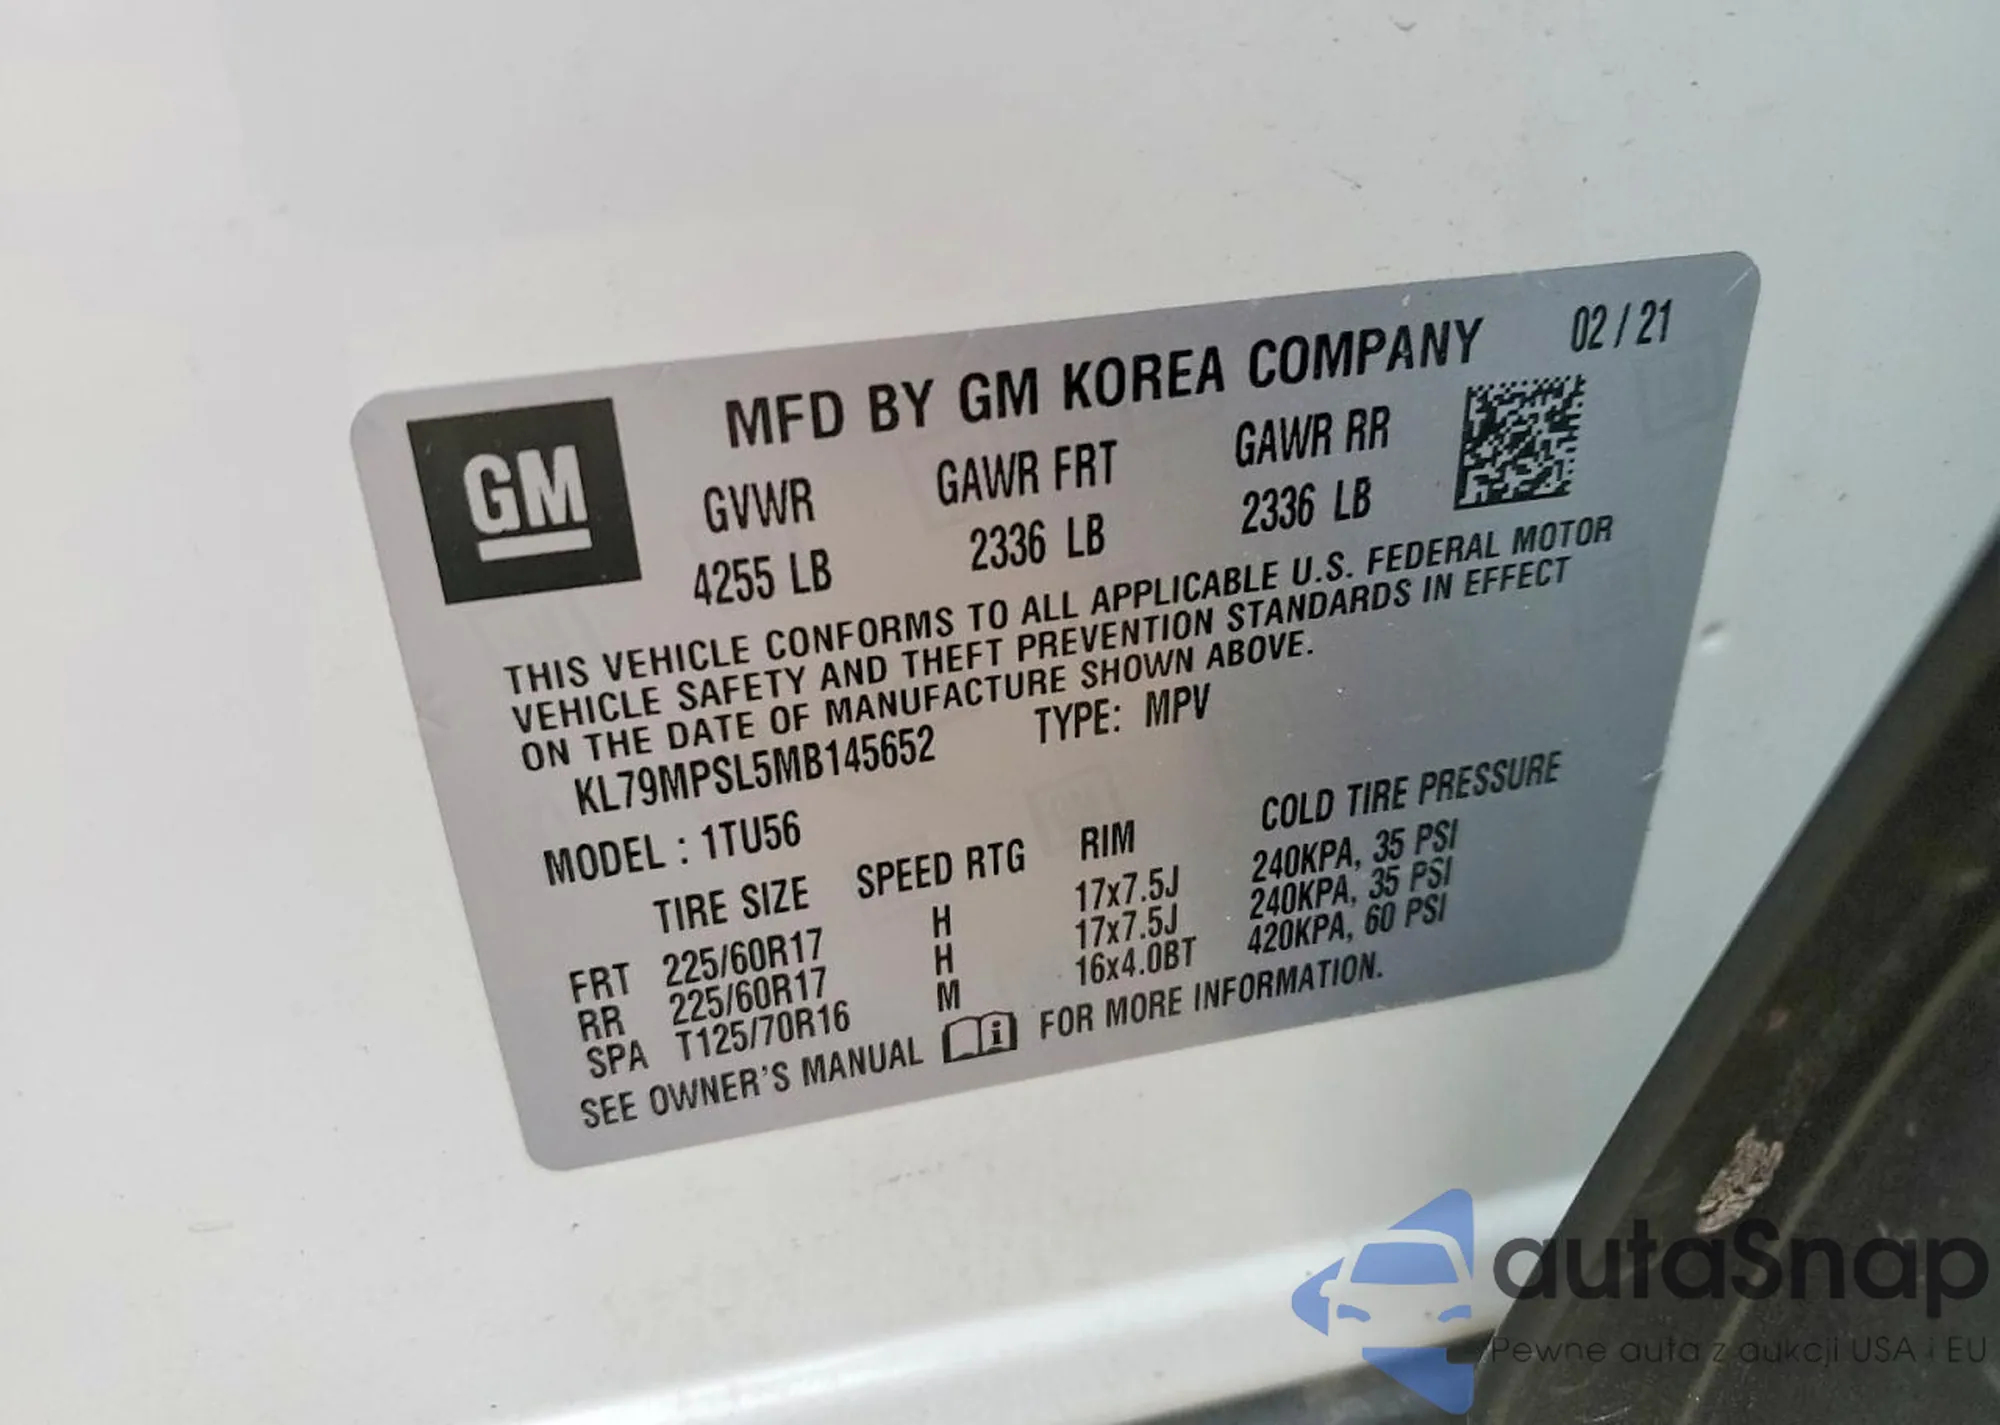 MFD BY GM KOREA COMPANY 02 / 21
GM
GVWR GAWR FRT GAWR RR
4255 LB 2336 LB 2336 LB
THIS VEHICLE CONFORMS TO ALL APPLICABLE U.S. FEDERAL MOTOR
VEHICLE SAFETY AND THEFT PREVENTION STANDARDS IN EFFECT
ON THE DATE OF MANUFACTURE SHOWN ABOVE.
KL79MPSL5MB145652 TYPE: MPV
MODEL : 1TU56
TIRE SIZE SPEED RTG RIM COLD TIRE PRESSURE
FRT 225/60R17 H 17x7.5J 240KPA, 35 PSI
RR 225/60R17 H 17x7.5J 240KPA, 35 PSI
SPA T125/70R16 M 16x4.0BT 420KPA, 60 PSI
SEE OWNER'S MANUAL FOR MORE INFORMATION.
autaSnap
Pewne auta z aukcji USA i EU